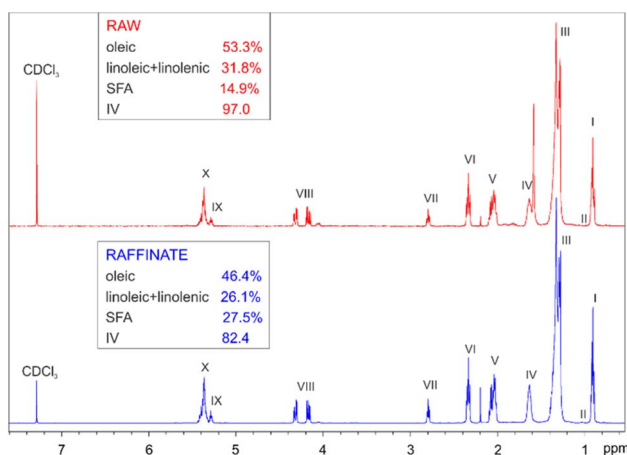 RAW
oleic 53.3%
linoleic+linolenic 31.8%
SFA 14.9%
IV 97.0
CDCl₃
X
IX
VIII
VII
VI
V
IV
III
II
I
RAFFINATE
oleic 46.4%
linoleic+linolenic 26.1%
SFA 27.5%
IV 82.4
CDCl₃
X
IX
VIII
VII
VI
V
IV
III
II
I
7 6 5 4 3 2 1 ppm